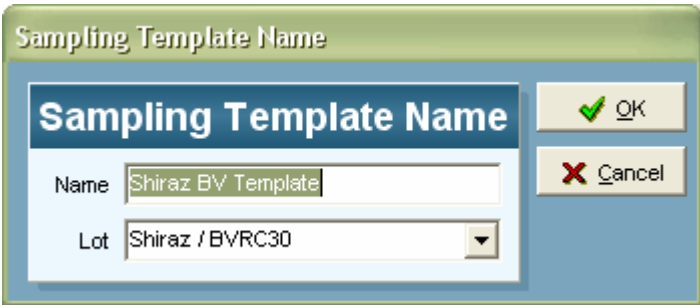 Sampling Template Name
Sampling Template Name
OK
Name Shiraz BV Template
Cancel
Lot Shiraz / BVRC30